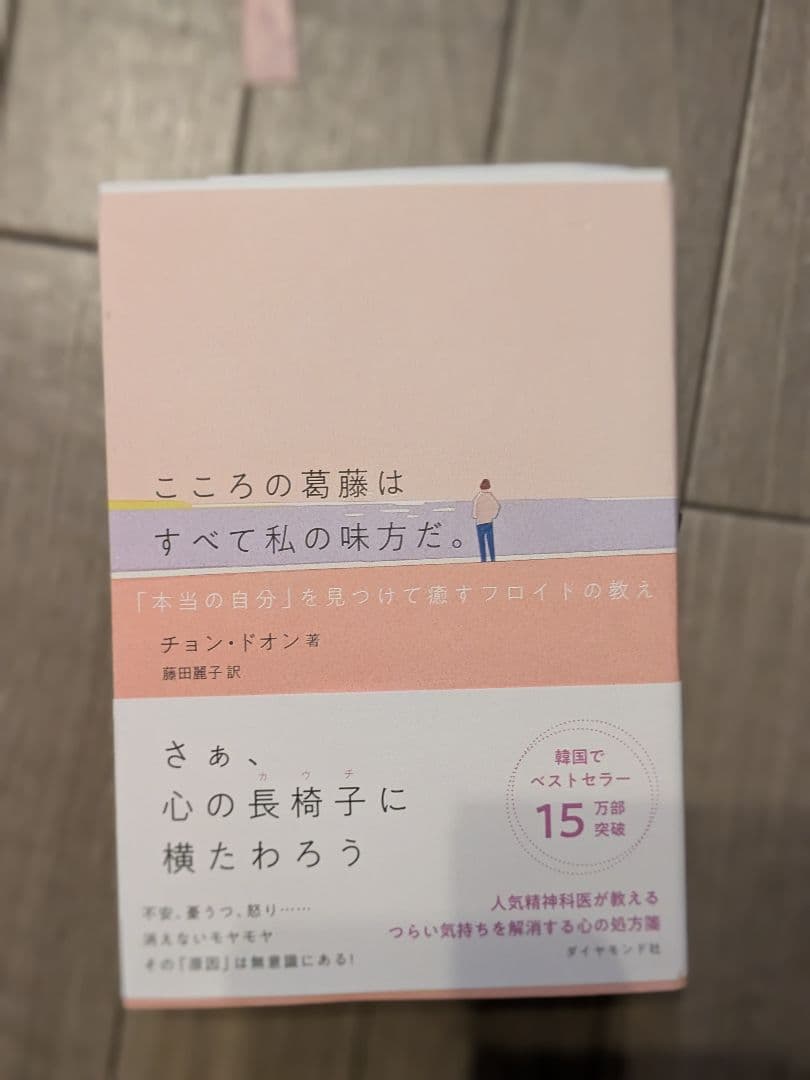 こころの葛藤は
すべて私の味方だ。
「本当の自分」を見つけて癒すフロイトの教え
チョン・ドオン 著
藤田麗子 訳
さぁ、
カウチ
心の長椅子に
横たわろう
韓国で
ベストセラー
15万部
突破
不安、憂うつ、怒り……
消えないモヤモヤ
その「原因」は無意識にある!
人気精神科医が教える
つらい気持ちを解消する心の処方箋
ダイヤモンド社